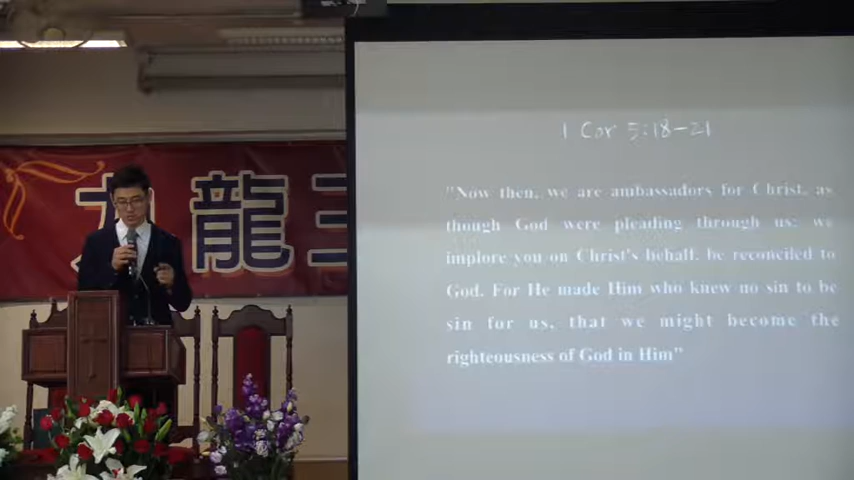 九龍王
1 Cor 5:18-21
"Now then, we are ambassadors for Christ, as
though God were pleading through us: we
implore you on Christ's behalf, be reconciled to
God. For He made Him who knew no sin to be
sin for us, that we might become the
righteousness of God in Him"